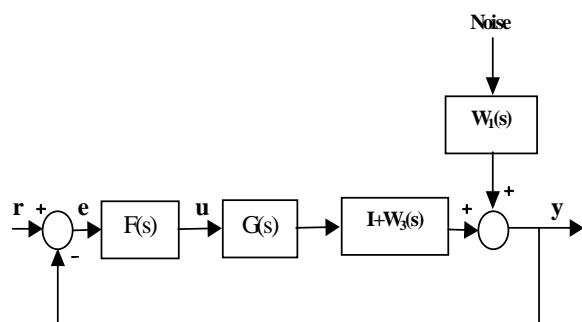 Noise
W₁(s)
+
r + e F(s) u G(s) I+W₃(s) + y
-